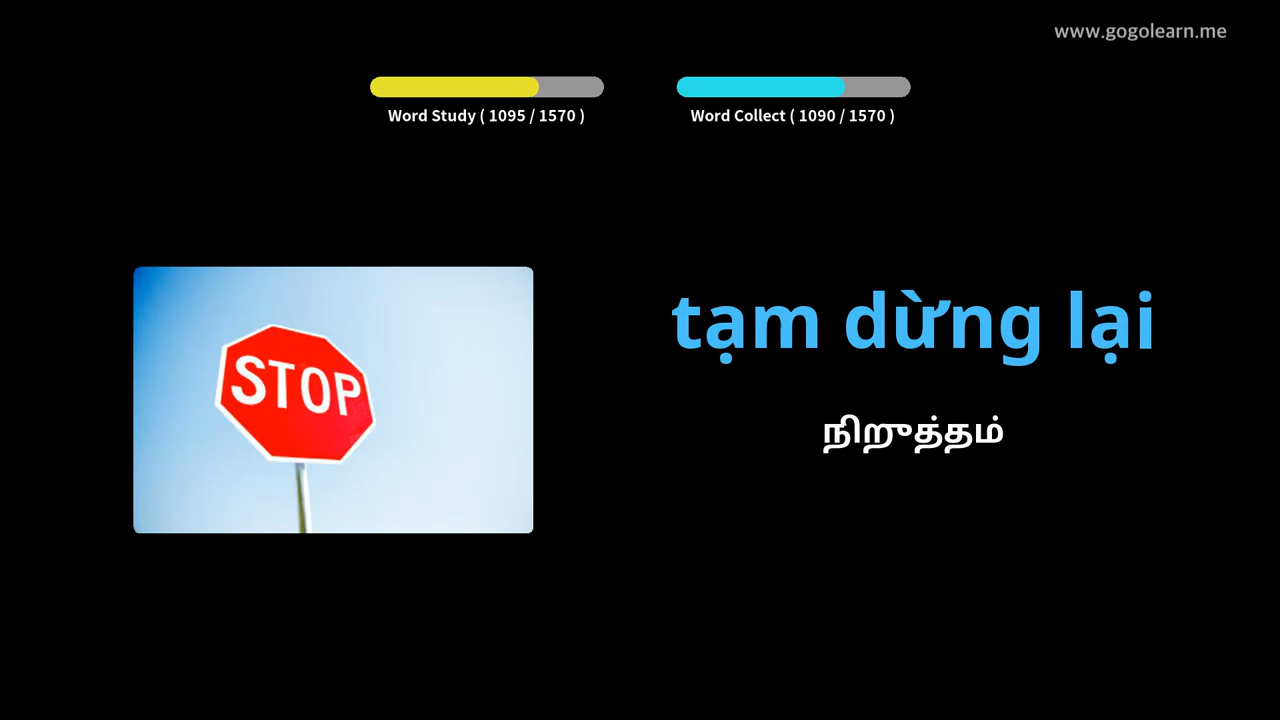 www.gogolearn.me
Word Study ( 1095 / 1570 )
Word Collect ( 1090 / 1570 )
STOP
tạm dừng lại
நிறுத்தம்